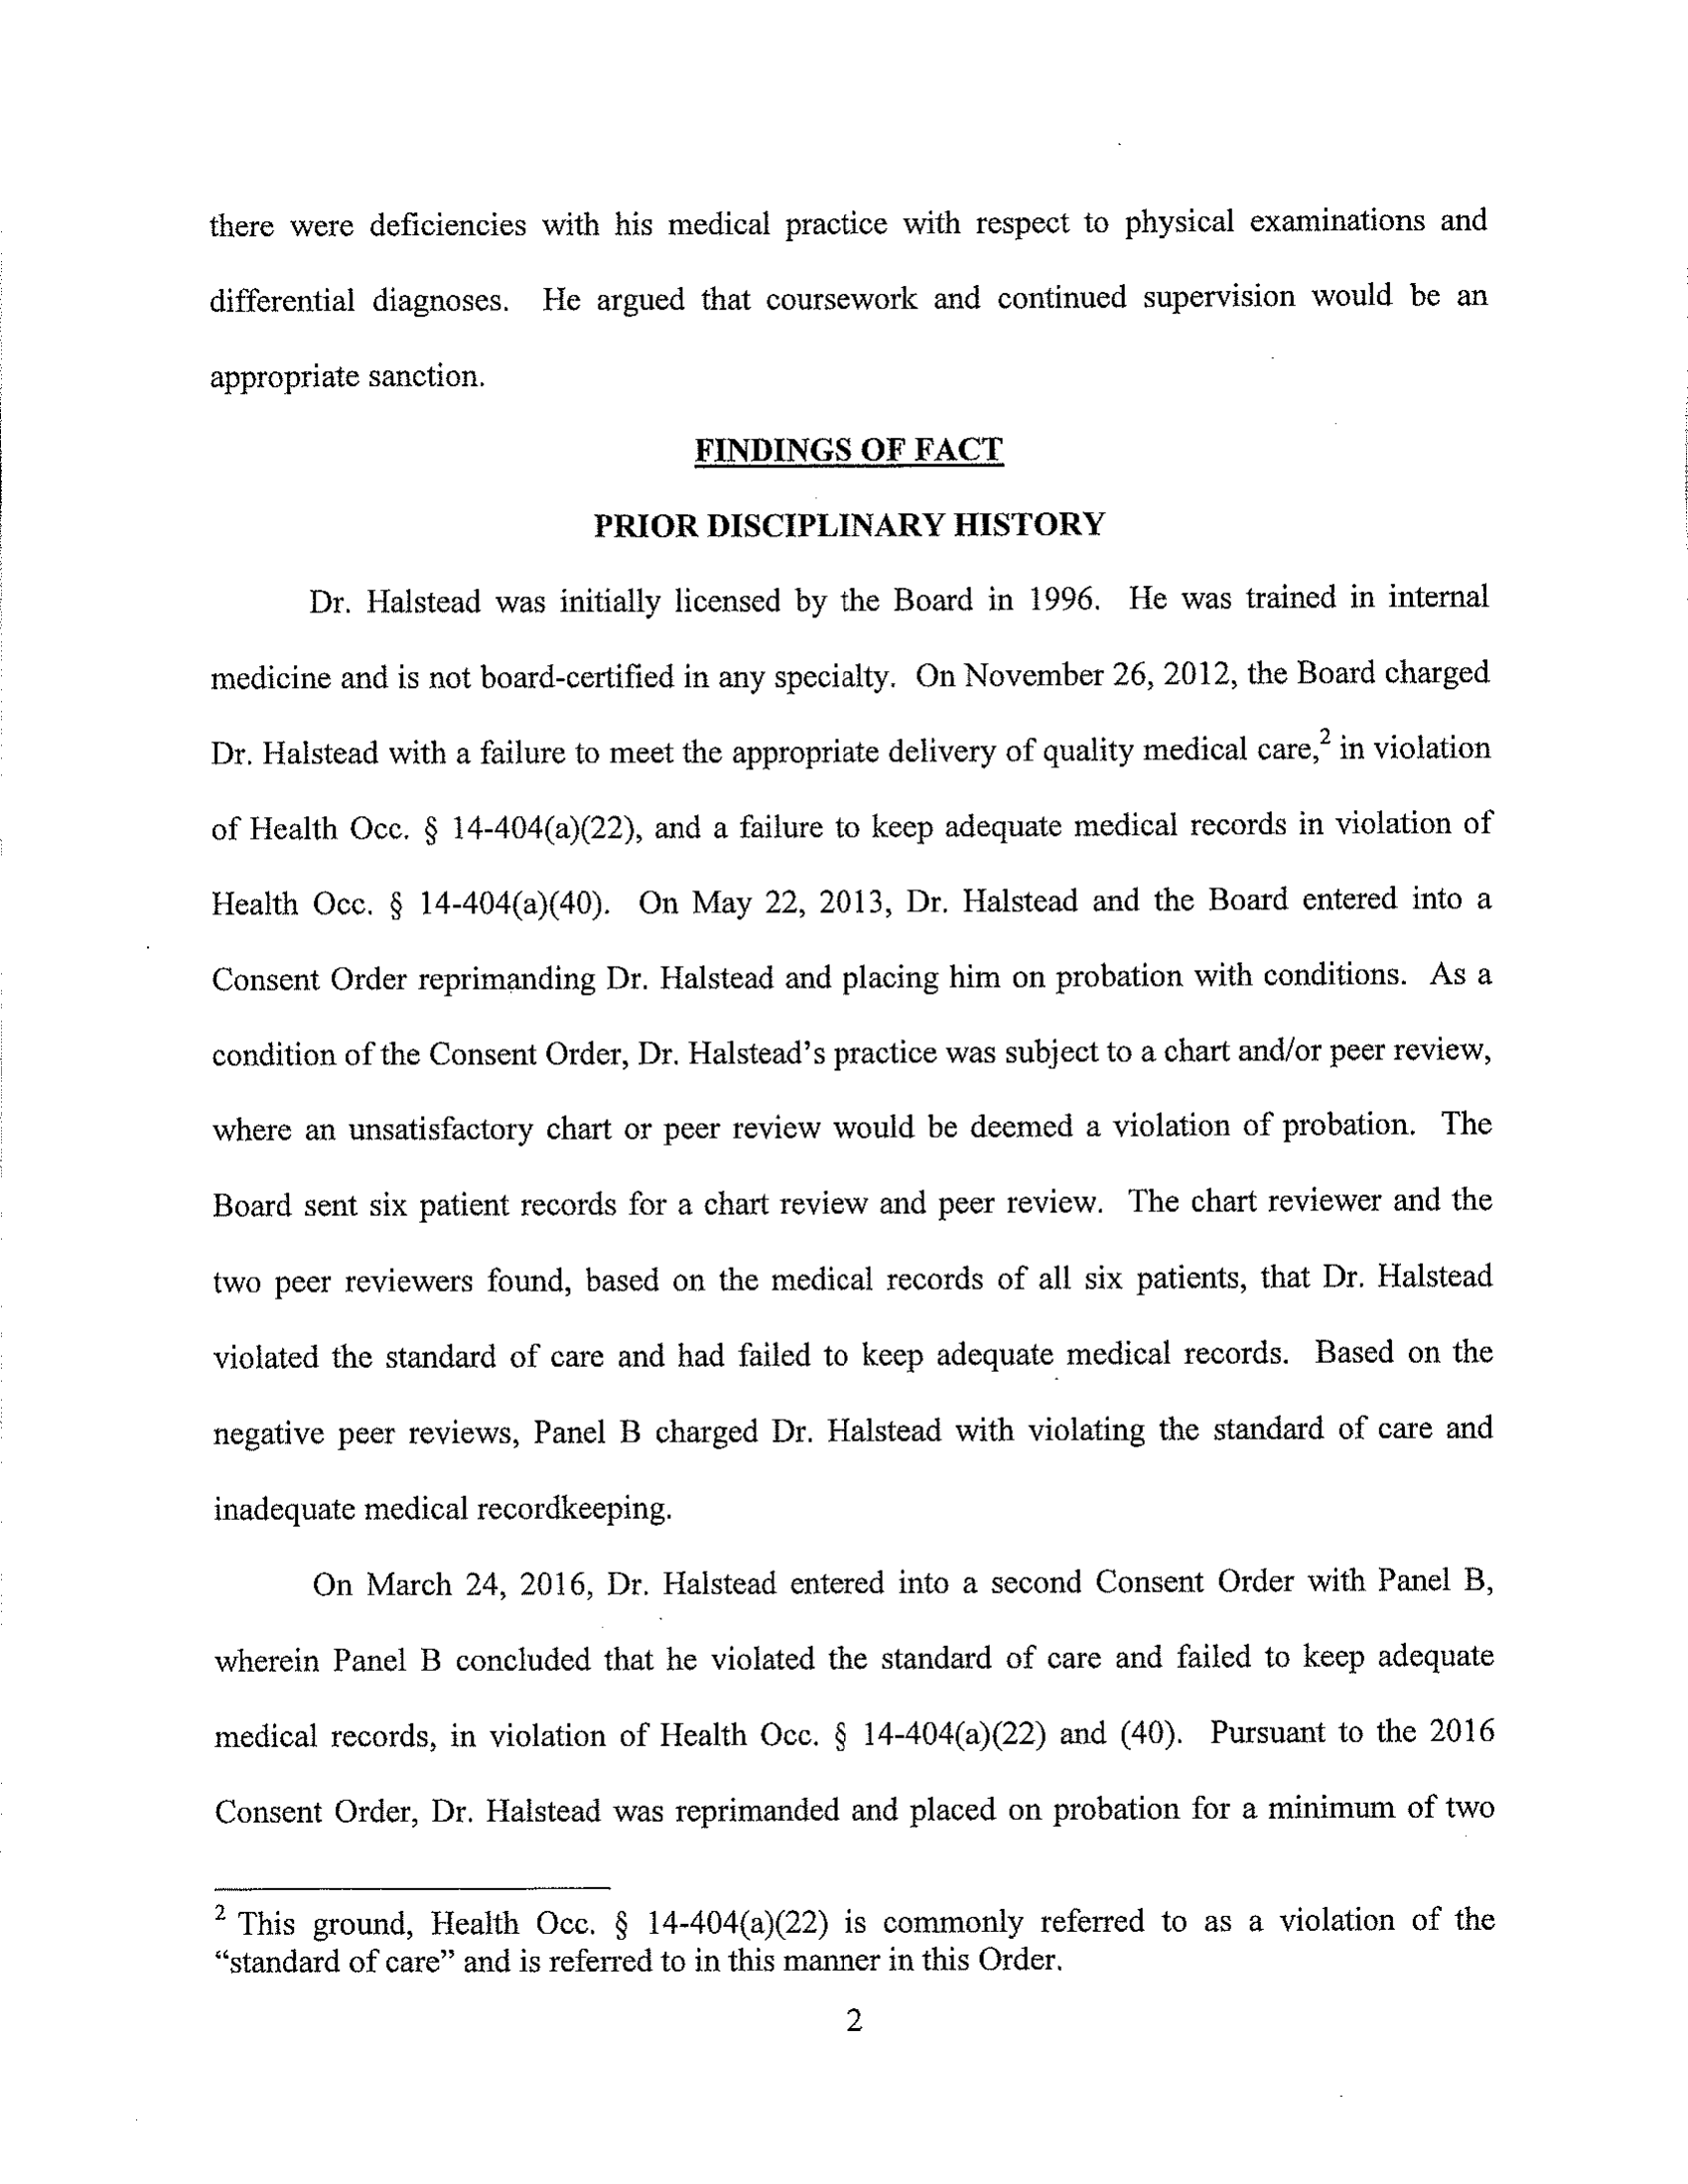 there were deficiencies with his medical practice with respect to physical examinations and
differential diagnoses. He argued that coursework and continued supervision would be an
appropriate sanction.
FINDINGS OF FACT
PRIOR DISCIPLINARY HISTORY
Dr. Halstead was initially licensed by the Board in 1996. He was trained in internal
medicine and is not board-certified in any specialty. On November 26, 2012, the Board charged
Dr. Halstead with a failure to meet the appropriate delivery of quality medical care,2 in violation
of Health Occ. § 14-404(a)(22), and a failure to keep adequate medical records in violation of
Health Occ. § 14-404(a)(40). On May 22, 2013, Dr. Halstead and the Board entered into a
Consent Order reprimanding Dr. Halstead and placing him on probation with conditions. As a
condition of the Consent Order, Dr. Halstead's practice was subject to a chart and/or peer review,
where an unsatisfactory chart or peer review would be deemed a violation of probation. The
Board sent six patient records for a chart review and peer review. The chart reviewer and the
two peer reviewers found, based on the medical records of all six patients, that Dr. Halstead
violated the standard of care and had failed to keep adequate medical records. Based on the
negative peer reviews, Panel B charged Dr. Halstead with violating the standard of care and
inadequate medical recordkeeping.
On March 24, 2016, Dr. Halstead entered into a second Consent Order with Panel B,
wherein Panel B concluded that he violated the standard of care and failed to keep adequate
medical records, in violation of Health Occ. § 14-404(a)(22) and (40). Pursuant to the 2016
Consent Order, Dr. Halstead was reprimanded and placed on probation for a minimum of two
2 This ground, Health Occ. § 14-404(a)(22) is commonly referred to as a violation of the
“standard of care” and is referred to in this manner in this Order.
2